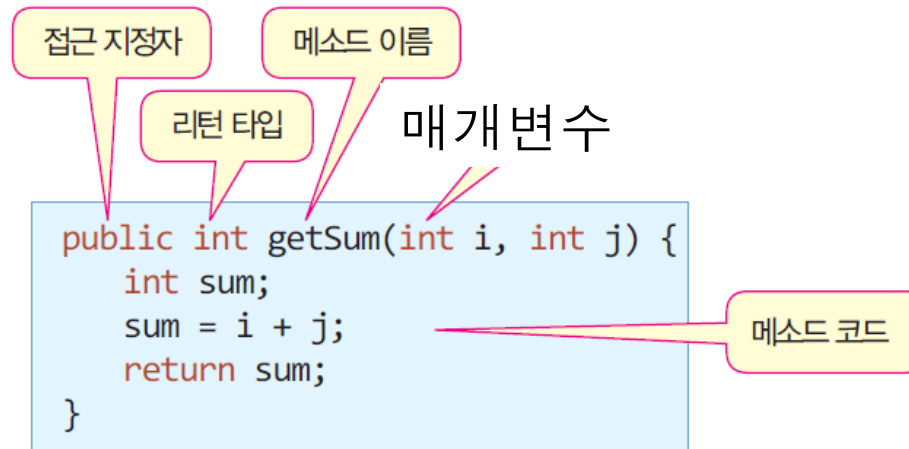 접근 지정자
메소드 이름
리턴 타입
매개변수
public int getSum(int i, int j) {
int sum;
sum = i + j;
return sum;
}
메소드 코드